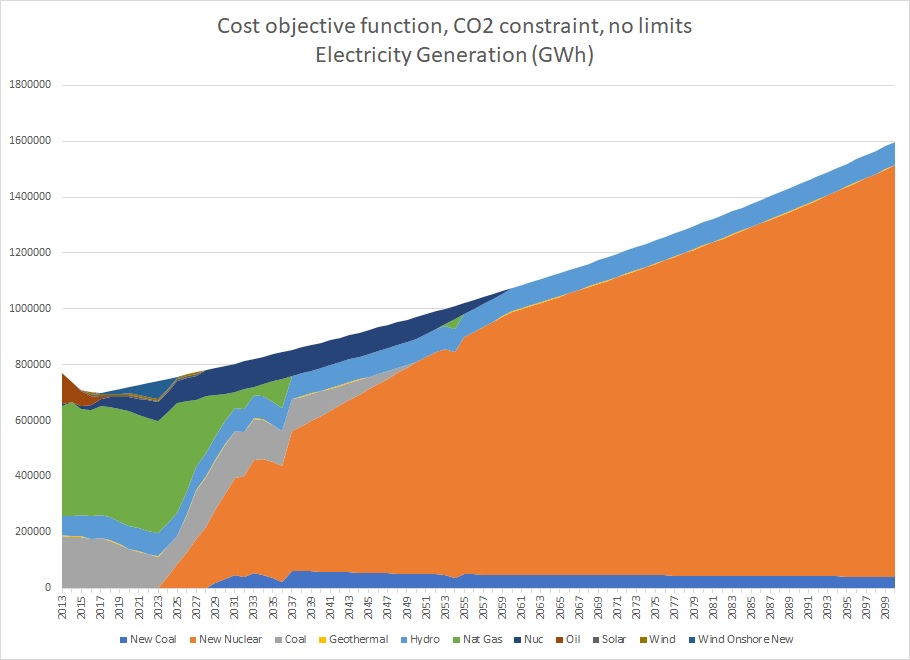 Cost objective function, CO2 constraint, no limits
Electricity Generation (GWh)
1800000
1600000
1400000
1200000
1000000
800000
600000
400000
200000
0
2013 2015 2017 2019 2021 2023 2025 2027 2029 2031 2033 2035 2037 2039 2041 2043 2045 2047 2049 2051 2053 2055 2057 2059 2061 2063 2065 2067 2069 2071 2073 2075 2077 2079 2081 2083 2085 2087 2089 2091 2093 2095 2097 2099
New Coal New Nuclear Coal Geothermal Hydro Nat Gas Nuc Oil Solar Wind Wind Onshore New